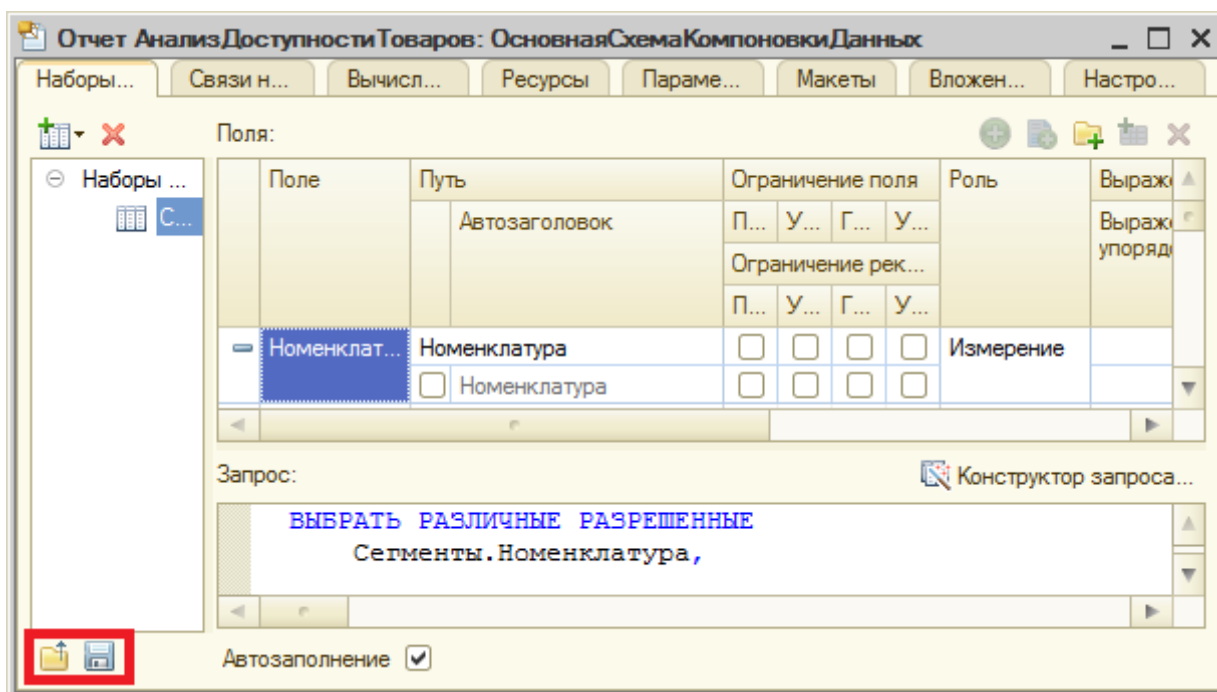 Отчет АнализДоступностиТоваров: ОсновнаяСхемаКомпоновкиДанных
Наборы... Связи н... Вычисл... Ресурсы Параме... Макеты Вложен... Настро...
Поля:
Наборы ...
С...
Поле Путь Ограничение поля Роль Выраж
Автозаголовок П... У... Г... У... Выраж
упоряд
Ограничение рек...
П... У... Г... У...
Номенклат... Номенклатура Измерение
Номенклатура
Запрос: Конструктор запроса...
ВЫБРАТЬ РАЗЛИЧНЫЕ РАЗРЕШЕННЫЕ
Сегменты.Номенклатура,
Автозаполнение